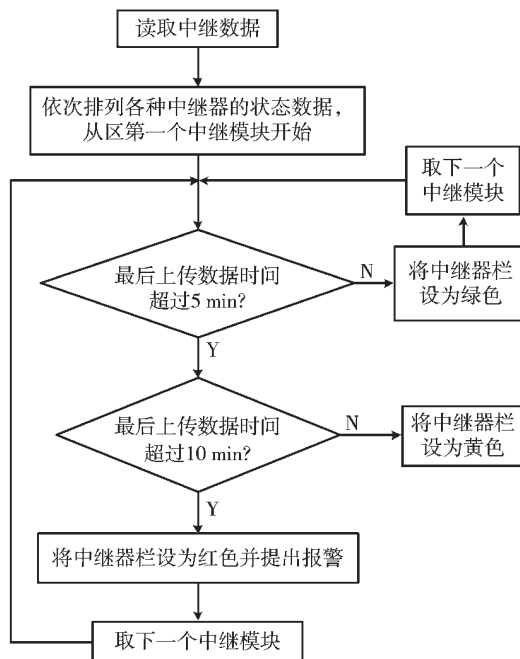 读取中继数据
依次排列各种中继器的状态数据,
从区第一个中继模块开始
取下一个
中继模块
最后上传数据时间
超过5 min?
N
将中继器栏
设为绿色
Y
最后上传数据时间
超过10 min?
N
将中继器栏
设为黄色
Y
将中继器栏设为红色并提出报警
取下一个中继模块